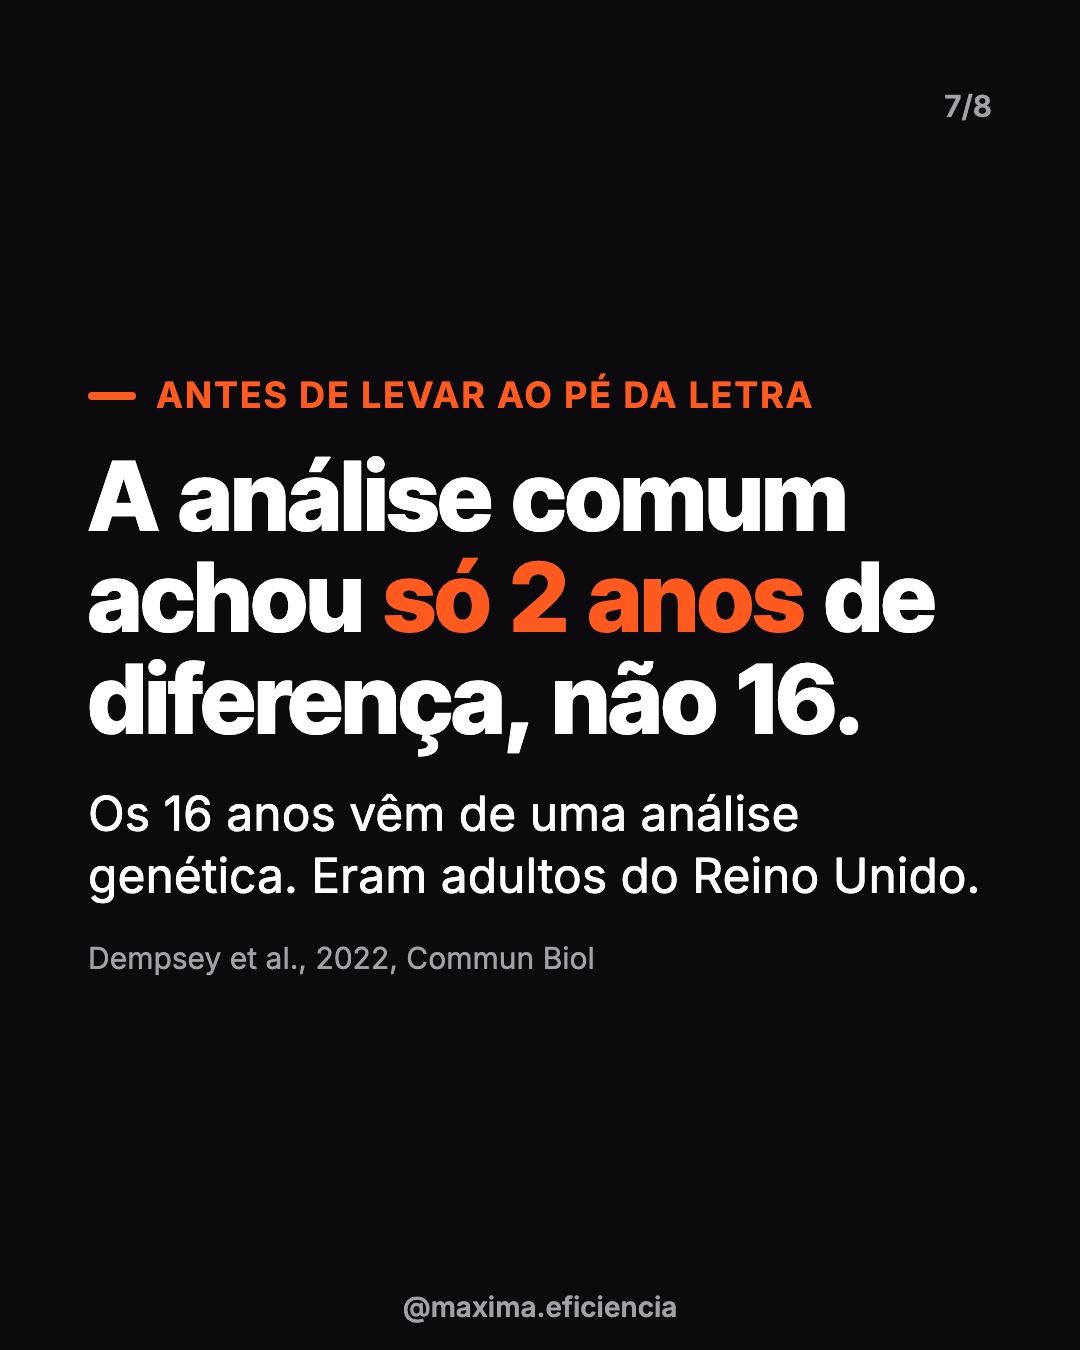 7/8
ANTES DE LEVAR AO PÉ DA LETRA
A análise comum
achou só 2 anos de
diferença, não 16.
Os 16 anos vêm de uma análise
genética. Eram adultos do Reino Unido.
Dempsey et al., 2022, Commun Biol
@maxima.eficiencia